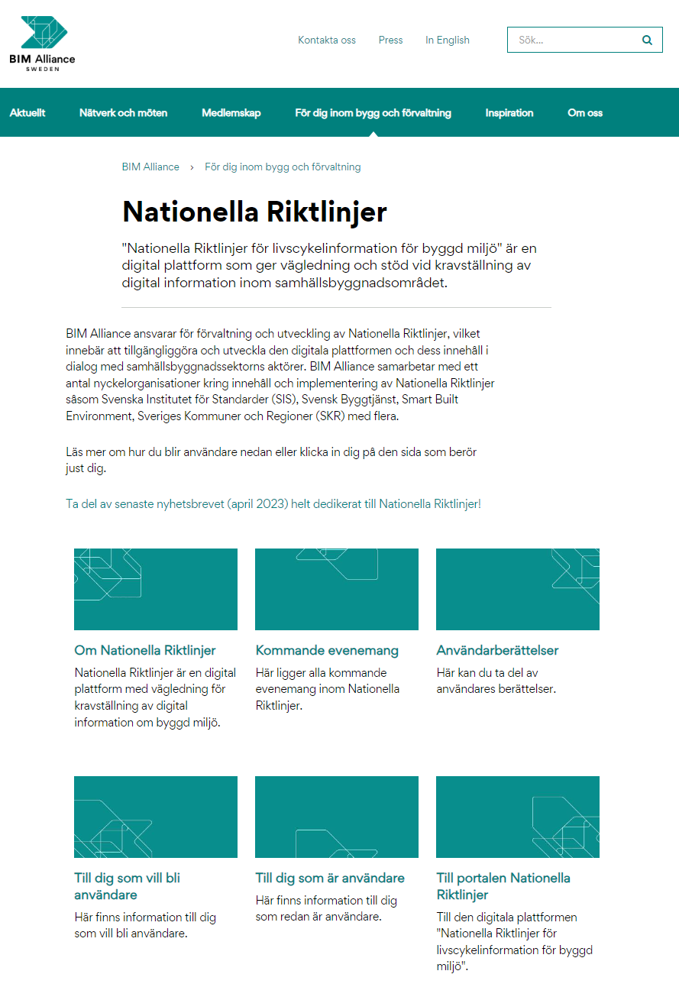 BIM Alliance
SWEDEN
Kontakta oss
Press
In English
Sök...
Aktuellt
Nätverk och möten
Medlemskap
För dig inom bygg och förvaltning
Inspiration
Om oss
BIM Alliance › För dig inom bygg och förvaltning
Nationella Riktlinjer
"Nationella Riktlinjer för livscykelinformation för byggd miljö" är en
digital plattform som ger vägledning och stöd vid kravställning av
digital information inom samhällsbyggnadsområdet.
BIM Alliance ansvarar för förvaltning och utveckling av Nationella Riktlinjer, vilket
innebär att tillgängliggöra och utveckla den digitala plattformen och dess innehåll i
dialog med samhällsbyggnadssektorns aktörer. BIM Alliance samarbetar med ett
antal nyckelorganisationer kring innehåll och implementering av Nationella Riktlinjer
såsom Svenska Institutet för Standarder (SIS), Svensk Byggtjänst, Smart Built
Environment, Sveriges Kommuner och Regioner (SKR) med flera.
Läs mer om hur du blir användare nedan eller klicka in dig på den sida som berör
just dig.
Ta del av senaste nyhetsbrevet (april 2023) helt dedikerat till Nationella Riktlinjer!
Om Nationella Riktlinjer
Nationella Riktlinjer är en digital
plattform med vägledning för
kravställning av digital
information om byggd miljö.
Kommande evenemang
Här ligger alla kommande
evenemang inom Nationella
Riktlinjer.
Användarberättelser
Här kan du ta del av
användares berättelser.
Till dig som vill bli
användare
Här finns information till dig
som vill bli användare.
Till dig som är användare
Här finns information till dig
som redan är användare.
Till portalen Nationella
Riktlinjer
Till den digitala plattformen
"Nationella Riktlinjer för
livscykelinformation för byggd
miljö".